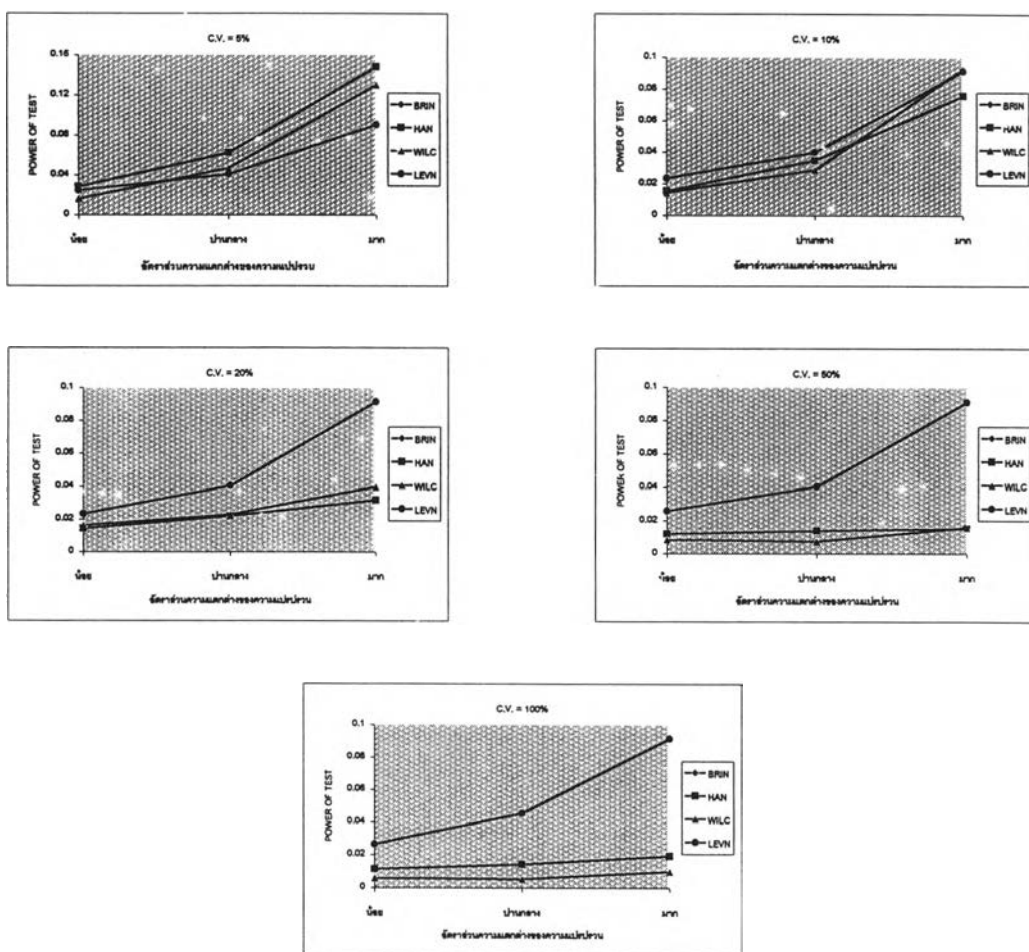 C.V. = 5%
POWER OF TEST
0.16
0.12
0.08
0.04
0
น้อย
ปานกลาง
มาก
อัตราส่วนความแตกต่างของความแปรปรวน
BRIN
HAN
WILC
LEVN
C.V. = 10%
POWER OF TEST
0.1
0.08
0.06
0.04
0.02
0
น้อย
ปานกลาง
มาก
อัตราส่วนความแตกต่างของความแปรปรวน
BRIN
HAN
WILC
LEVN
C.V. = 20%
POWER OF TEST
0.1
0.08
0.06
0.04
0.02
0
น้อย
ปานกลาง
มาก
อัตราส่วนความแตกต่างของความแปรปรวน
BRIN
HAN
WILC
LEVN
C.V. = 50%
POWER OF TEST
0.1
0.08
0.06
0.04
0.02
0
น้อย
ปานกลาง
มาก
อัตราส่วนความแตกต่างของความแปรปรวน
BRIN
HAN
WILC
LEVN
C.V. = 100%
POWER OF TEST
0.1
0.08
0.06
0.04
0.02
0
น้อย
ปานกลาง
มาก
อัตราส่วนความแตกต่างของความแปรปรวน
BRIN
HAN
WILC
LEVN